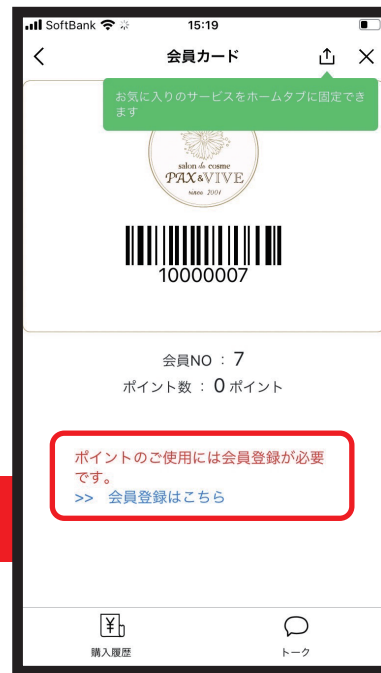 SoftBank 15:19
会員カード
お気に入りのサービスをホームタブに固定でき
ます
salon de cosme
PAX&VIVE
since 2001
10000007
会員NO : 7
ポイント数 : 0 ポイント
ポイントのご使用には会員登録が必要
です。
>> 会員登録はこちら
購入履歴 トーク